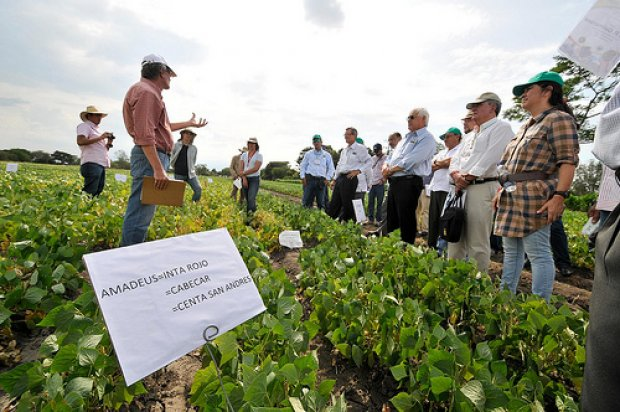 AMADEUS=INTA ROJO
=CABECAR
=CENTA SAN ANDRES